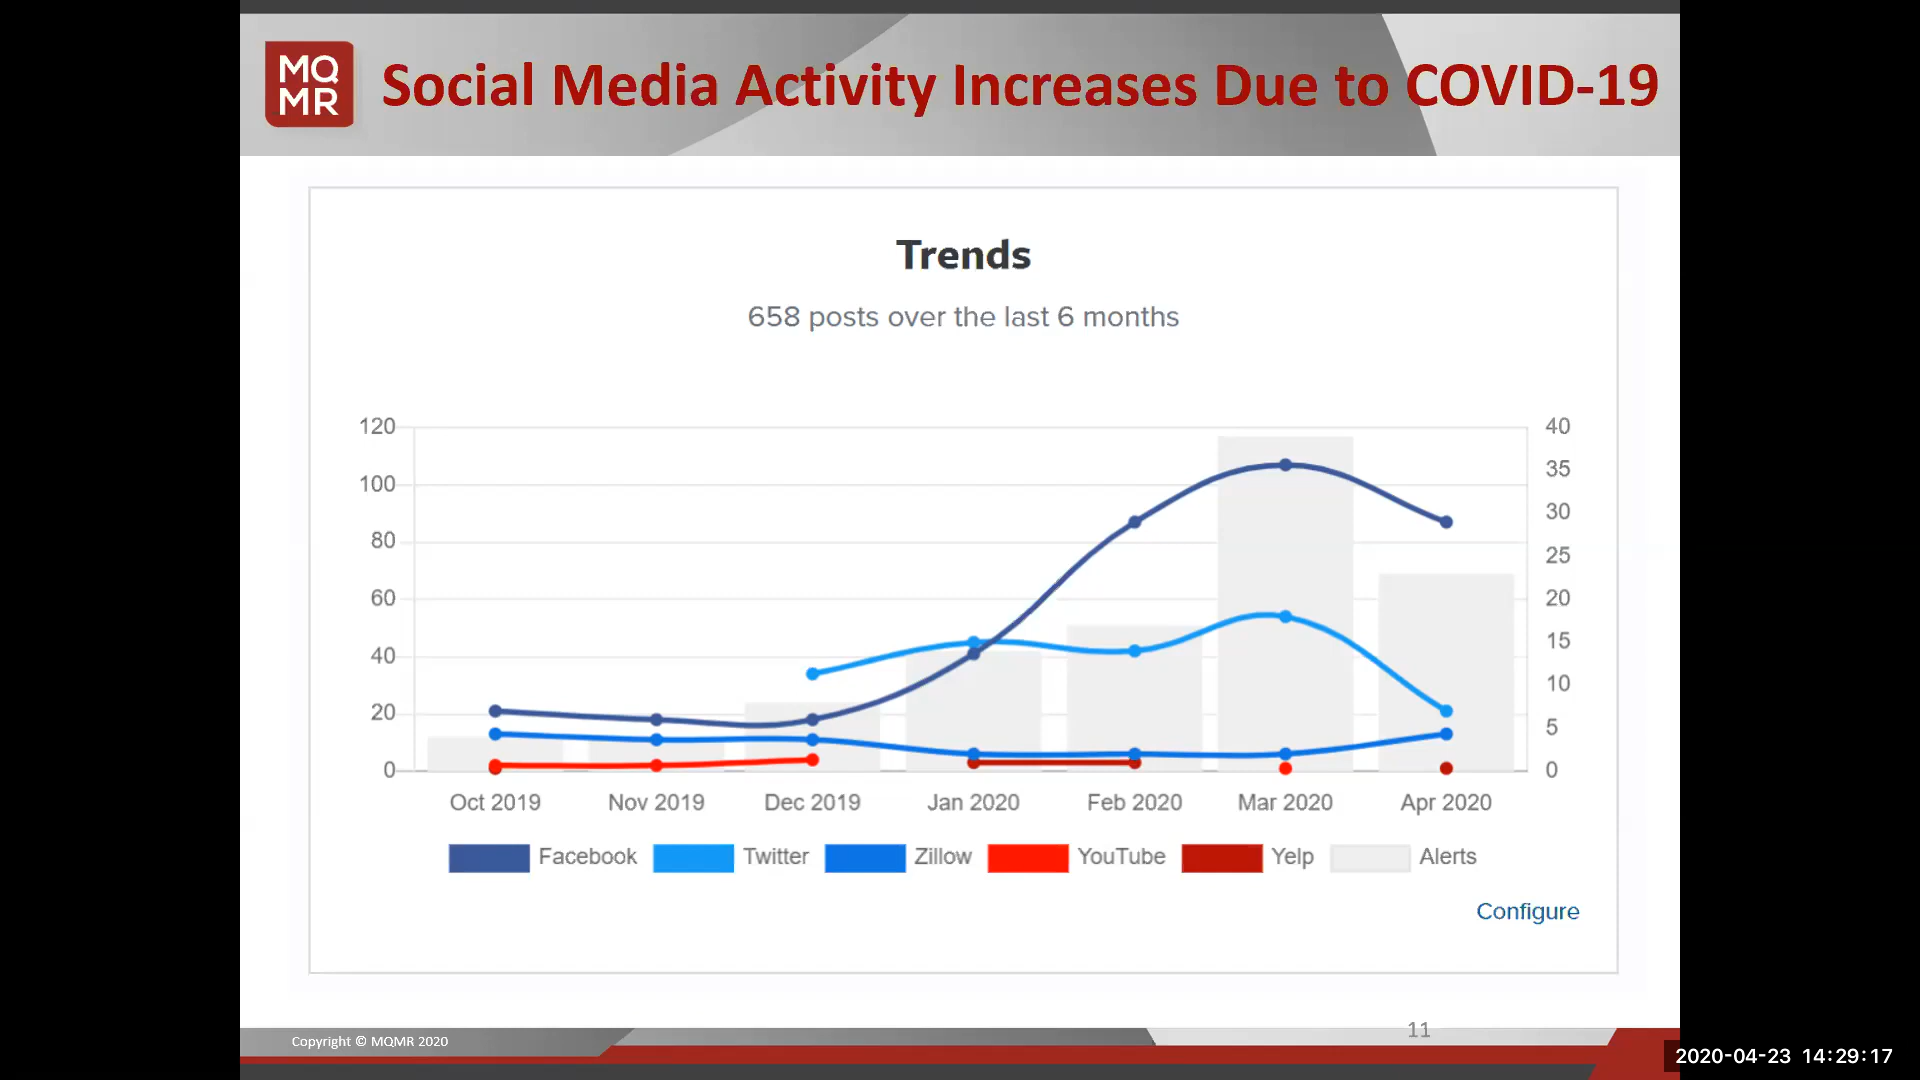 MQ
MR
Social Media Activity Increases Due to COVID-19
Trends
658 posts over the last 6 months
120
100
80
60
40
20
0
40
35
30
25
20
15
10
5
0
Oct 2019 Nov 2019 Dec 2019 Jan 2020 Feb 2020 Mar 2020 Apr 2020
Facebook Twitter Zillow YouTube Yelp Alerts
Configure
11
Copyright © MQMR 2020
2020-04-23 14:29:17